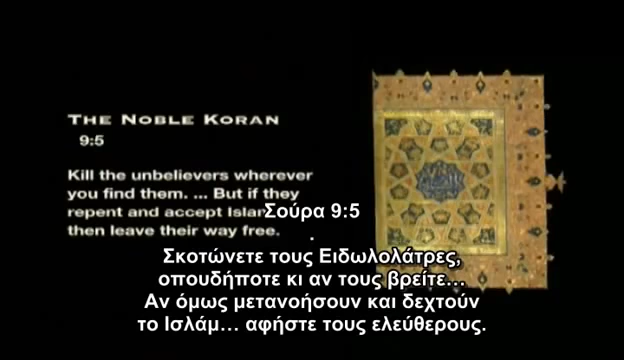 THE NOBLE KORAN
9:5
Kill the unbelievers wherever
you find them. ... But if they
repent and accept Islam
then leave their way free.
Σούρα 9:5
.
Σκοτώνετε τους Ειδωλολάτρες,
οπουδήποτε κι αν τους βρείτε…
Αν όμως μετανοήσουν και δεχτούν
το Ισλάμ… αφήστε τους ελεύθερους.